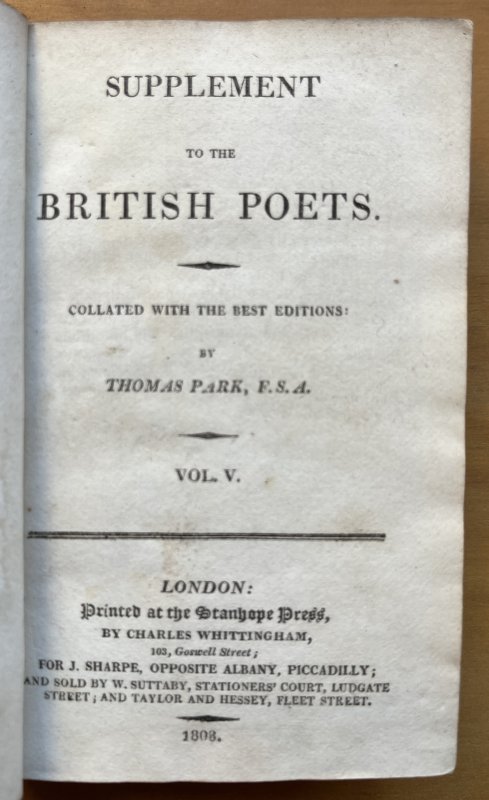 SUPPLEMENT
TO THE
BRITISH POETS.
COLLATED WITH THE BEST EDITIONS:
BY
THOMAS PARK, F.S.A.
VOL. V.
LONDON:
Printed at the Stanhope Press,
BY CHARLES WHITTINGHAM,
103, Goswell Street;
FOR J. SHARPE, OPPOSITE ALBANY, PICCADILLY;
AND SOLD BY W. SUTTABY, STATIONERS' COURT, LUDGATE
STREET; AND TAYLOR AND HESSEY, FLEET STREET.
1808.